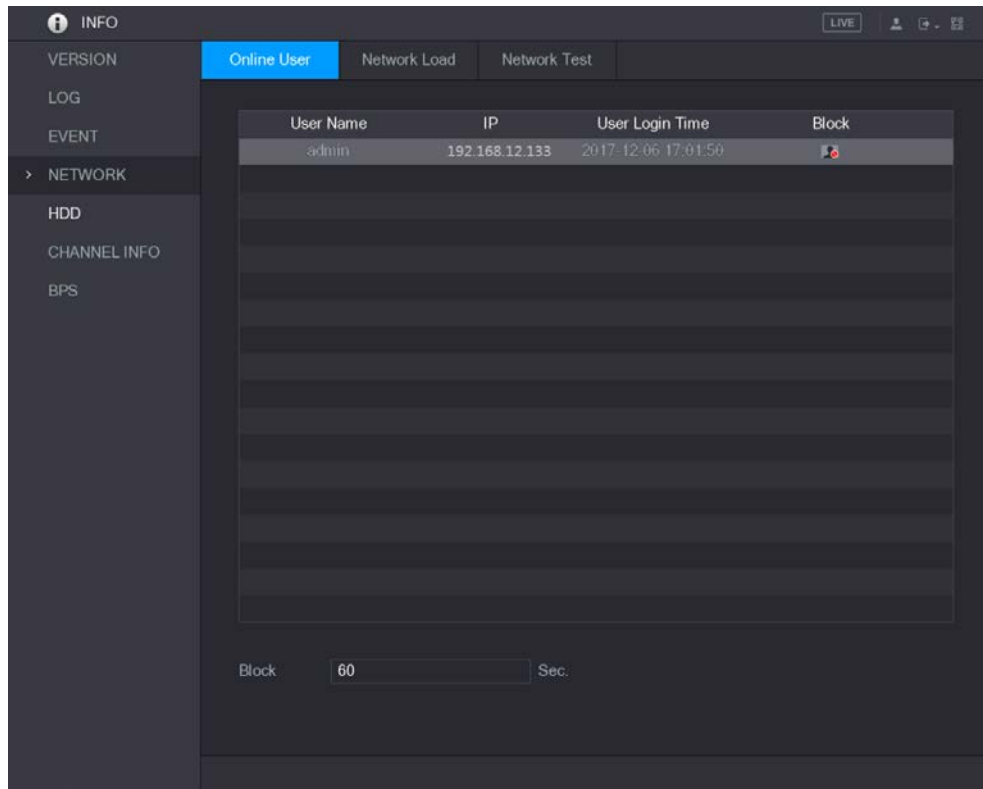 INFO
LIVE
VERSION
LOG
EVENT
NETWORK
HDD
CHANNEL INFO
BPS
Online User Network Load Network Test
User Name IP User Login Time Block
admin 192.168.12.133 2017-12-06 17:01:50
Block 60 Sec.